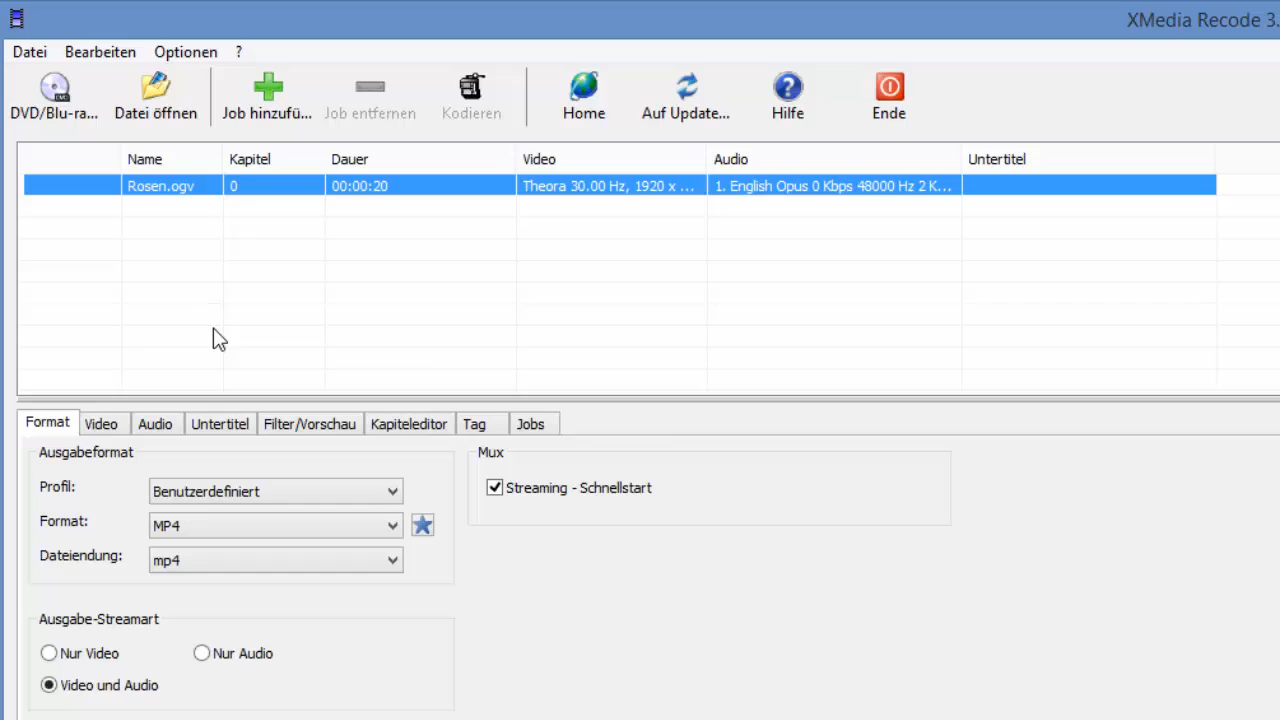 XMedia Recode 3.
Datei Bearbeiten Optionen ?
DVD/Blu-ra... Datei öffnen Job hinzufü... Job entfernen Kodieren Home Auf Update... Hilfe Ende
Name Kapitel Dauer Video Audio Untertitel
Rosen.ogv 0 00:00:20 Theora 30.00 Hz, 1920 x ... 1. English Opus 0 Kbps 48000 Hz 2 K...
Format Video Audio Untertitel Filter/Vorschau Kapiteleditor Tag Jobs
Ausgabeformat Mux
Profil: Benutzerdefiniert Streaming - Schnellstart
Format: MP4
Dateiendung: mp4
Ausgabe-Streamart
Nur Video Nur Audio
Video und Audio